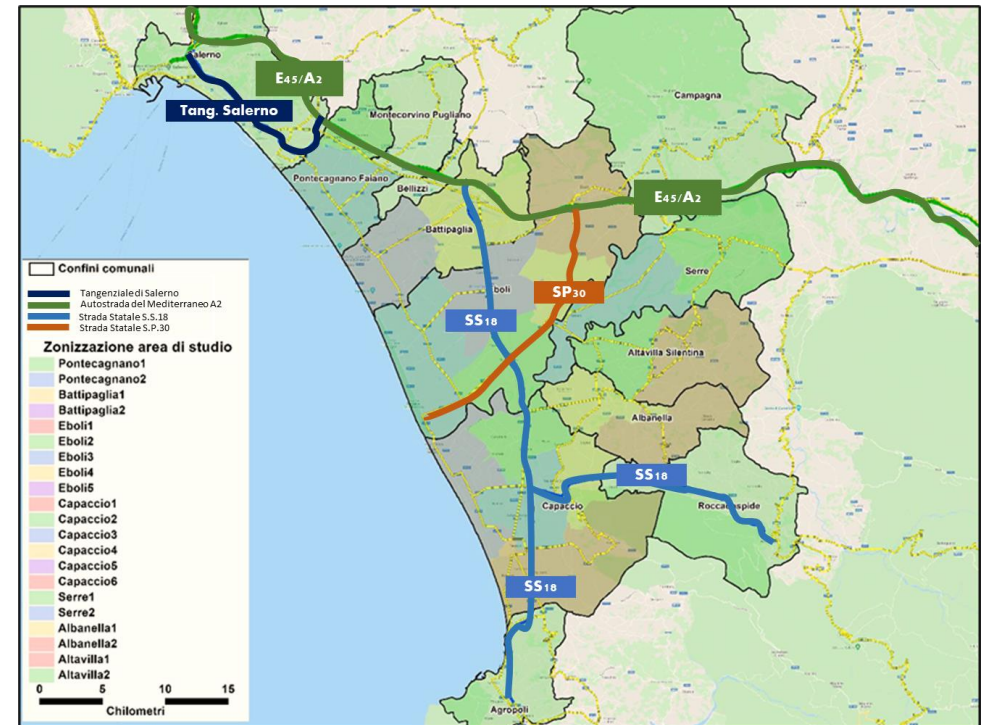 Salerno
E45/A2
Tang. Salerno
Campagna
Montecorvino Pugliano
Pontecagnano Faiano
Bellizzi
E45/A2
Battipaglia
Serre
SP30
SS18
Altavilla Silentina
Albanella
SS18
Capaccio
SS18
Agropoli
Confini comunali
Tangenziale di Salerno
Autostrada del Mediterraneo A2
Strada Statale S.S.18
Strada Statale S.P.30
Zonizzazione area di studio
Pontecagnano1
Pontecagnano2
Battipaglia1
Battipaglia2
Eboli1
Eboli2
Eboli3
Eboli4
Eboli5
Capaccio1
Capaccio2
Capaccio3
Capaccio4
Capaccio5
Capaccio6
Serre1
Serre2
Albanella1
Albanella2
Altavilla1
Altavilla2
0 5 10 15
Chilometri